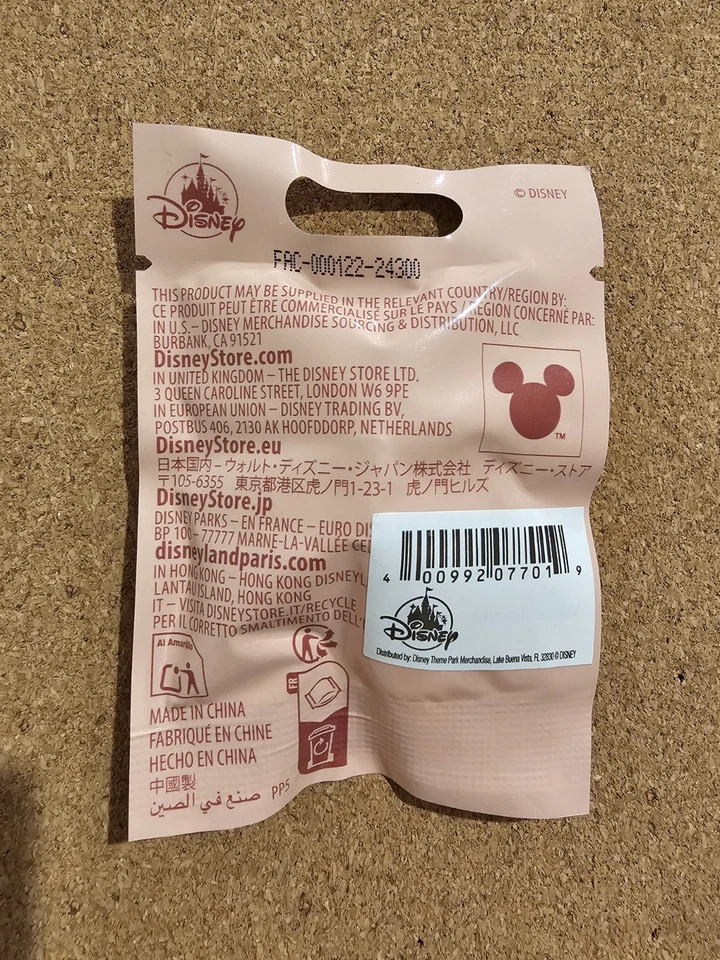 Disney
© DISNEY
FAC-000122-24300
THIS PRODUCT MAY BE SUPPLIED IN THE RELEVANT COUNTRY/REGION BY:
CE PRODUIT PEUT ÊTRE COMMERCIALISÉ SUR LE PAYS / REGION CONCERNÉ PAR:
IN U.S.– DISNEY MERCHANDISE SOURCING & DISTRIBUTION, LLC
BURBANK, CA 91521
DisneyStore.com
IN UNITED KINGDOM – THE DISNEY STORE LTD.
3 QUEEN CAROLINE STREET, LONDON W6 9PE
IN EUROPEAN UNION – DISNEY TRADING BV,
POSTBUS 406, 2130 AK HOOFDDORP, NETHERLANDS
TM
DisneyStore.eu
日本国内 – ウォルト・ディズニー・ジャパン株式会社 ディズニー・ストア
〒105-6355 東京都港区虎ノ門1-23-1 虎ノ門ヒルズ
DisneyStore.jp
DISNEY PARKS – EN FRANCE – EURO DIS
BP 100 - 77777 MARNE-LA-VALLÉE CE
disneylandparis.com
IN HONG KONG – HONG KONG DISNEYL
LANTAU ISLAND, HONG KONG
IT – VISITA DISNEYSTORE.IT/RECYCLE
PER IL CORRETTO SMALTIMENTO DELL'
4 00992 07701 9
Disney
Distributed by: Disney Theme Park Merchandise, Lake Buena Vista, FL 32830 © DISNEY
Al Amarillo
FR
MADE IN CHINA
FABRIQUÉ EN CHINE
HECHO EN CHINA
中國製
صنع في الصين PP5